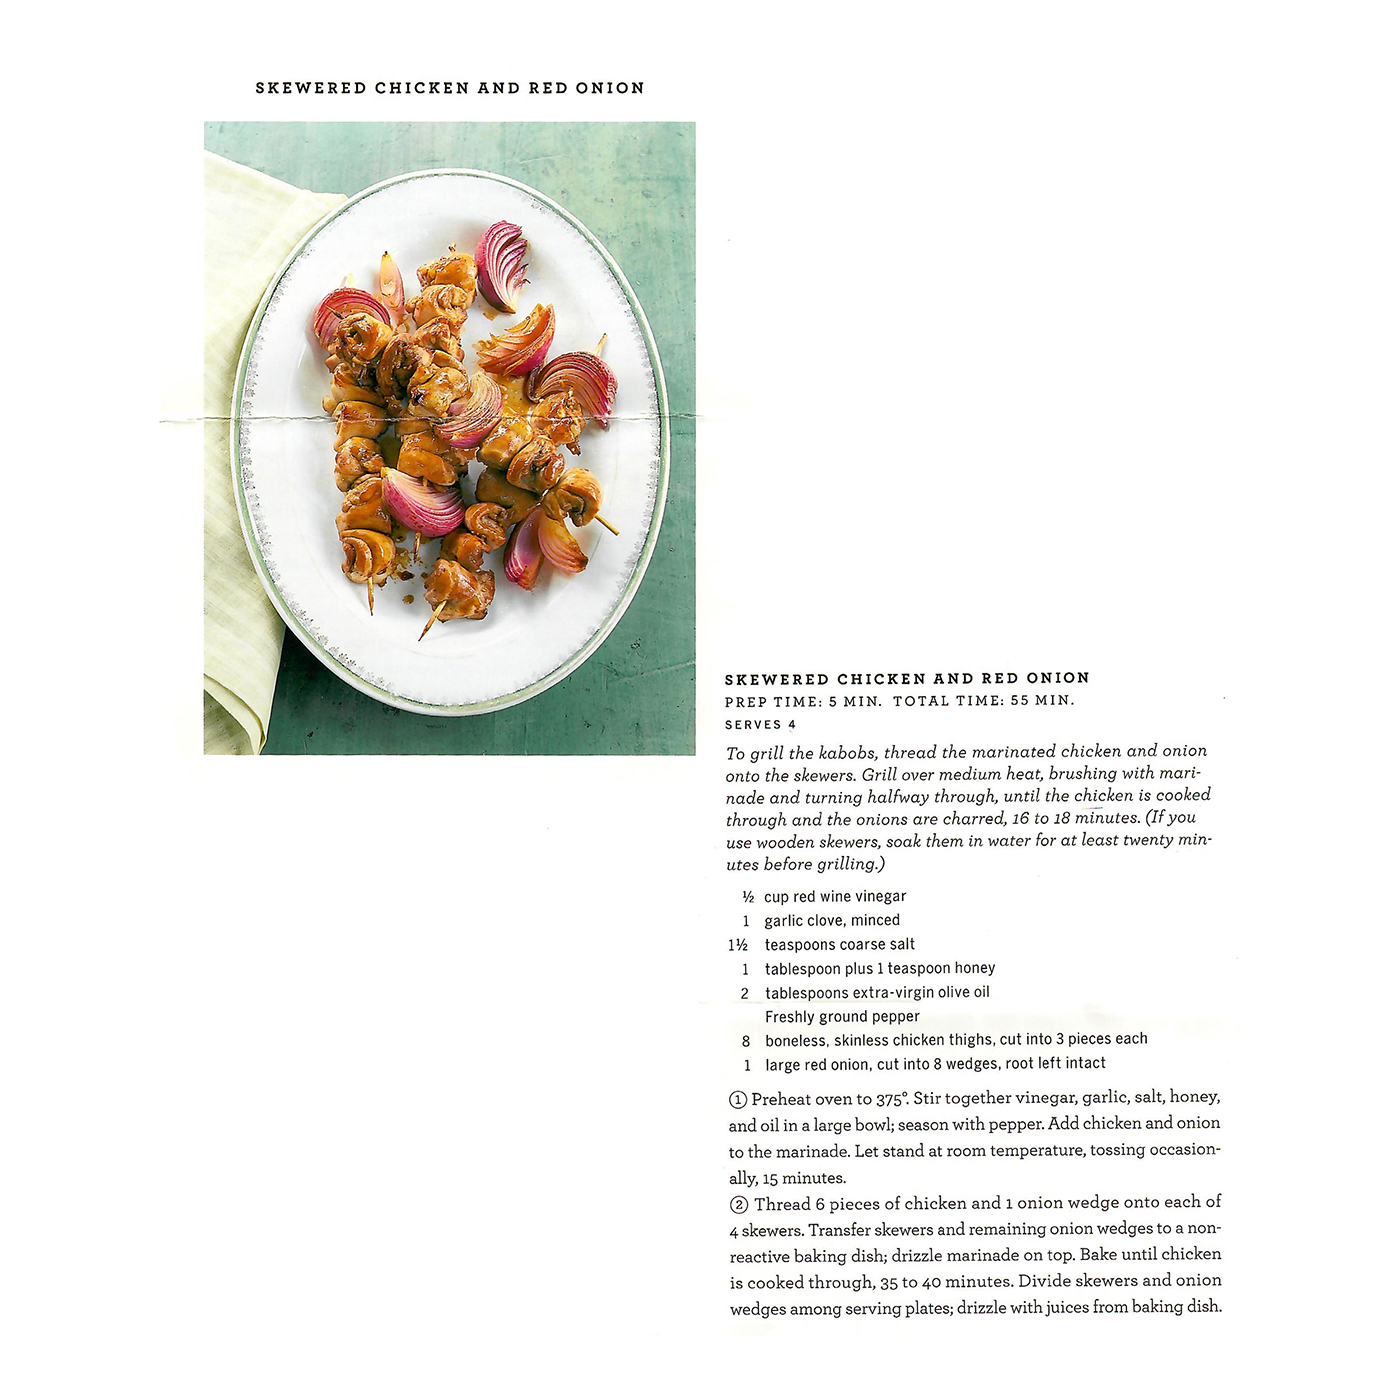 SKEWERED CHICKEN AND RED ONION
SKEWERED CHICKEN AND RED ONION
PREP TIME: 5 MIN. TOTAL TIME: 55 MIN.
SERVES 4
To grill the kabobs, thread the marinated chicken and onion
onto the skewers. Grill over medium heat, brushing with mari-
nade and turning halfway through, until the chicken is cooked
through and the onions are charred, 16 to 18 minutes. (If you
use wooden skewers, soak them in water for at least twenty min-
utes before grilling.)
½ cup red wine vinegar
1 garlic clove, minced
1½ teaspoons coarse salt
1 tablespoon plus 1 teaspoon honey
2 tablespoons extra-virgin olive oil
Freshly ground pepper
8 boneless, skinless chicken thighs, cut into 3 pieces each
1 large red onion, cut into 8 wedges, root left intact
① Preheat oven to 375°. Stir together vinegar, garlic, salt, honey,
and oil in a large bowl; season with pepper. Add chicken and onion
to the marinade. Let stand at room temperature, tossing occasion-
ally, 15 minutes.
② Thread 6 pieces of chicken and 1 onion wedge onto each of
4 skewers. Transfer skewers and remaining onion wedges to a non-
reactive baking dish; drizzle marinade on top. Bake until chicken
is cooked through, 35 to 40 minutes. Divide skewers and onion
wedges among serving plates; drizzle with juices from baking dish.